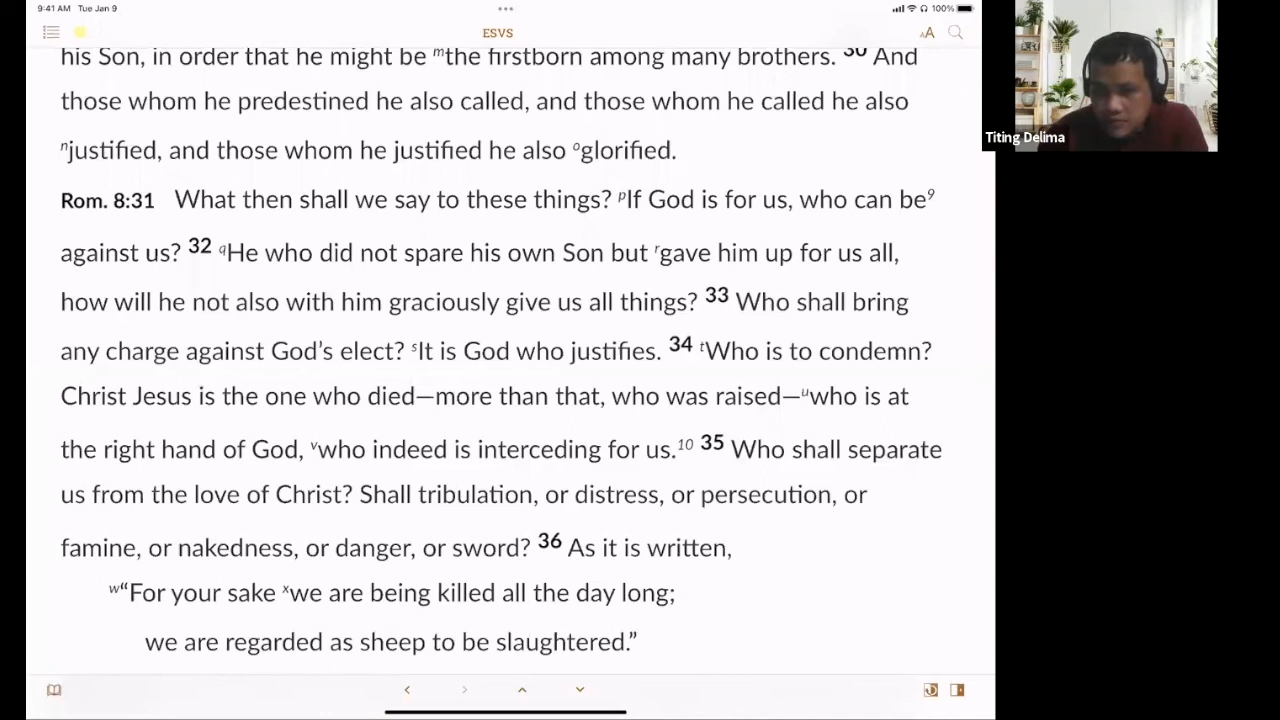 9:41 AM Tue Jan 9
100%
ESVS
AA
his Son, in order that he might be ᵐthe firstborn among many brothers. 30 And
those whom he predestined he also called, and those whom he called he also
ⁿjustified, and those whom he justified he also ᵒglorified.
Rom. 8:31 What then shall we say to these things? ᵖIf God is for us, who can be⁹
against us? 32 qHe who did not spare his own Son but ʳgave him up for us all,
how will he not also with him graciously give us all things? 33 Who shall bring
any charge against God’s elect? ˢIt is God who justifies. 34 ᵗWho is to condemn?
Christ Jesus is the one who died—more than that, who was raised—ᵘwho is at
the right hand of God, ᵛwho indeed is interceding for us.¹⁰ 35 Who shall separate
us from the love of Christ? Shall tribulation, or distress, or persecution, or
famine, or nakedness, or danger, or sword? 36 As it is written,
ʷ“For your sake ˣwe are being killed all the day long;
we are regarded as sheep to be slaughtered.”
Titing Delima